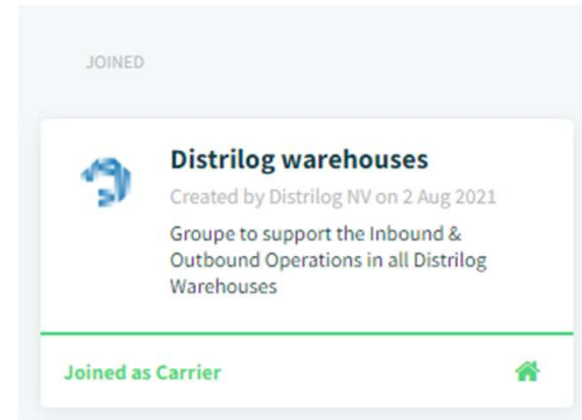 JOINED
Distrilog warehouses
Created by Distrilog NV on 2 Aug 2021
Groupe to support the Inbound &
Outbound Operations in all Distrilog
Warehouses
Joined as Carrier